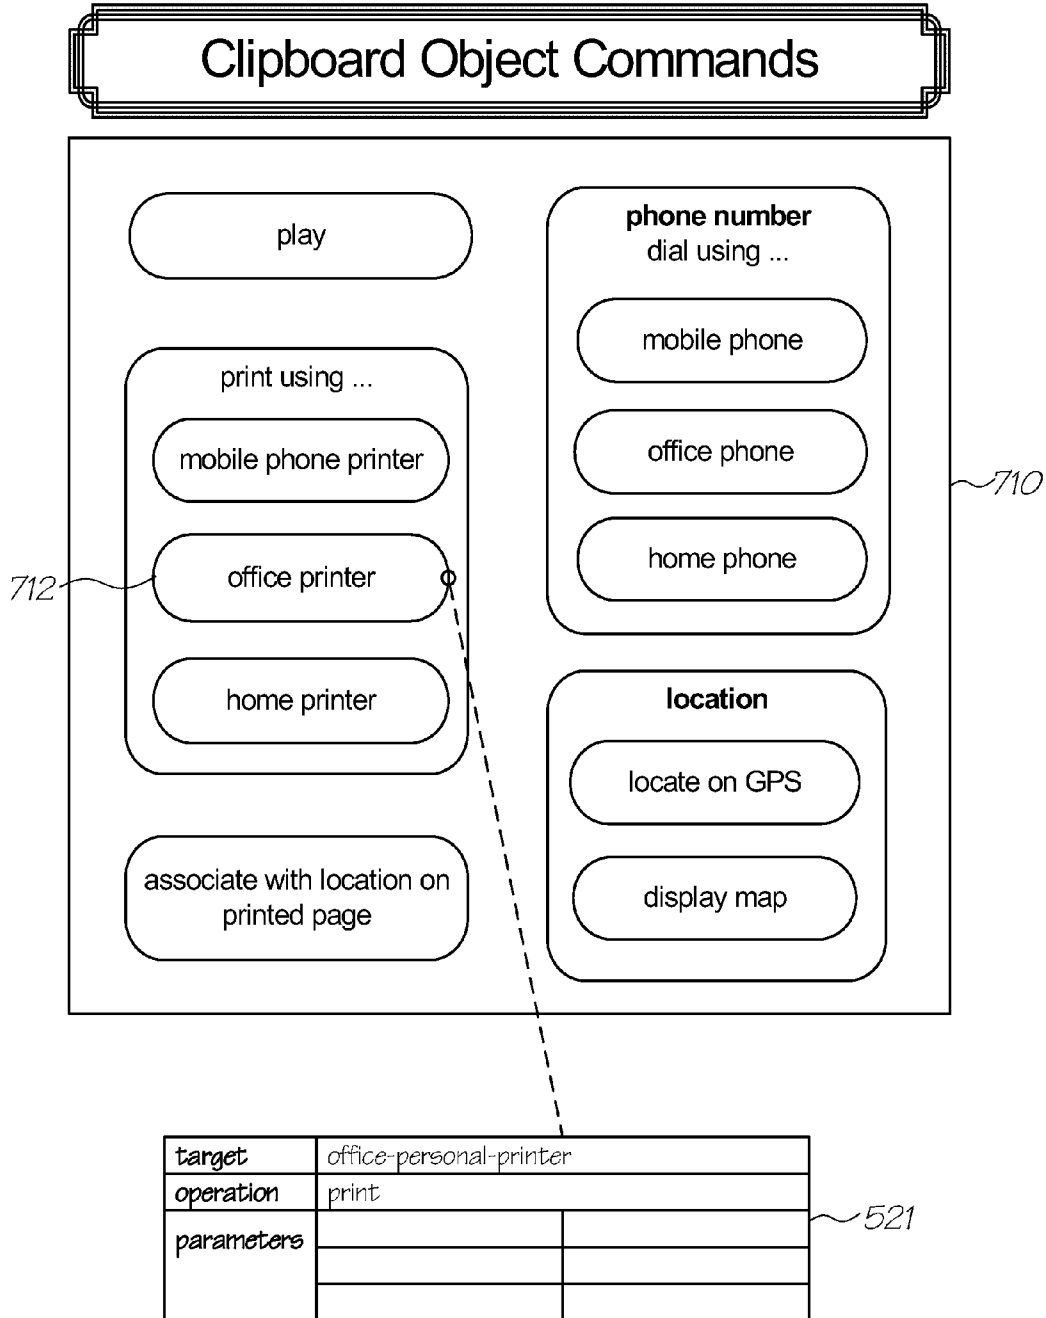 Clipboard Object Commands
play
print using ...
mobile phone printer
712
office printer
home printer
associate with location on
printed page
phone number
dial using ...
mobile phone
office phone
home phone
710
location
locate on GPS
display map
target office-personal-printer
operation print
parameters
521